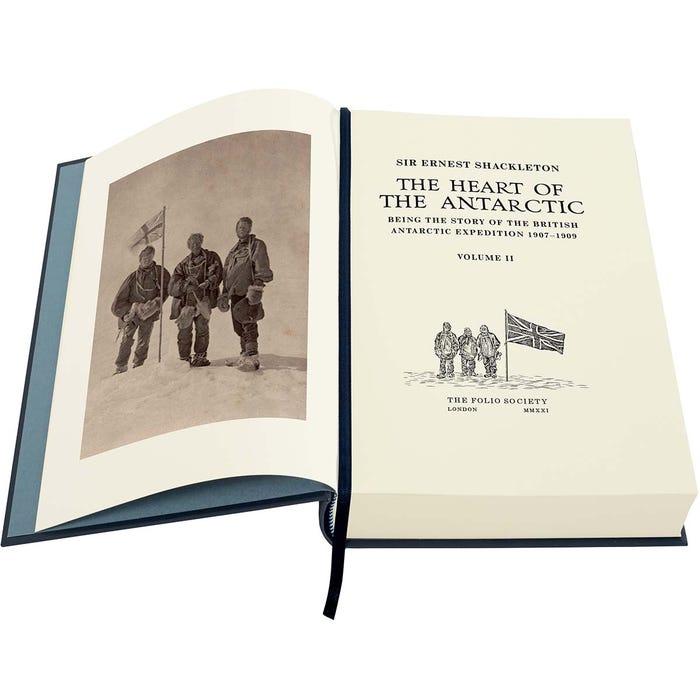 SIR ERNEST SHACKLETON
THE HEART OF
THE ANTARCTIC
BEING THE STORY OF THE BRITISH
ANTARCTIC EXPEDITION 1907–1909
VOLUME II
THE FOLIO SOCIETY
LONDON MMXXI